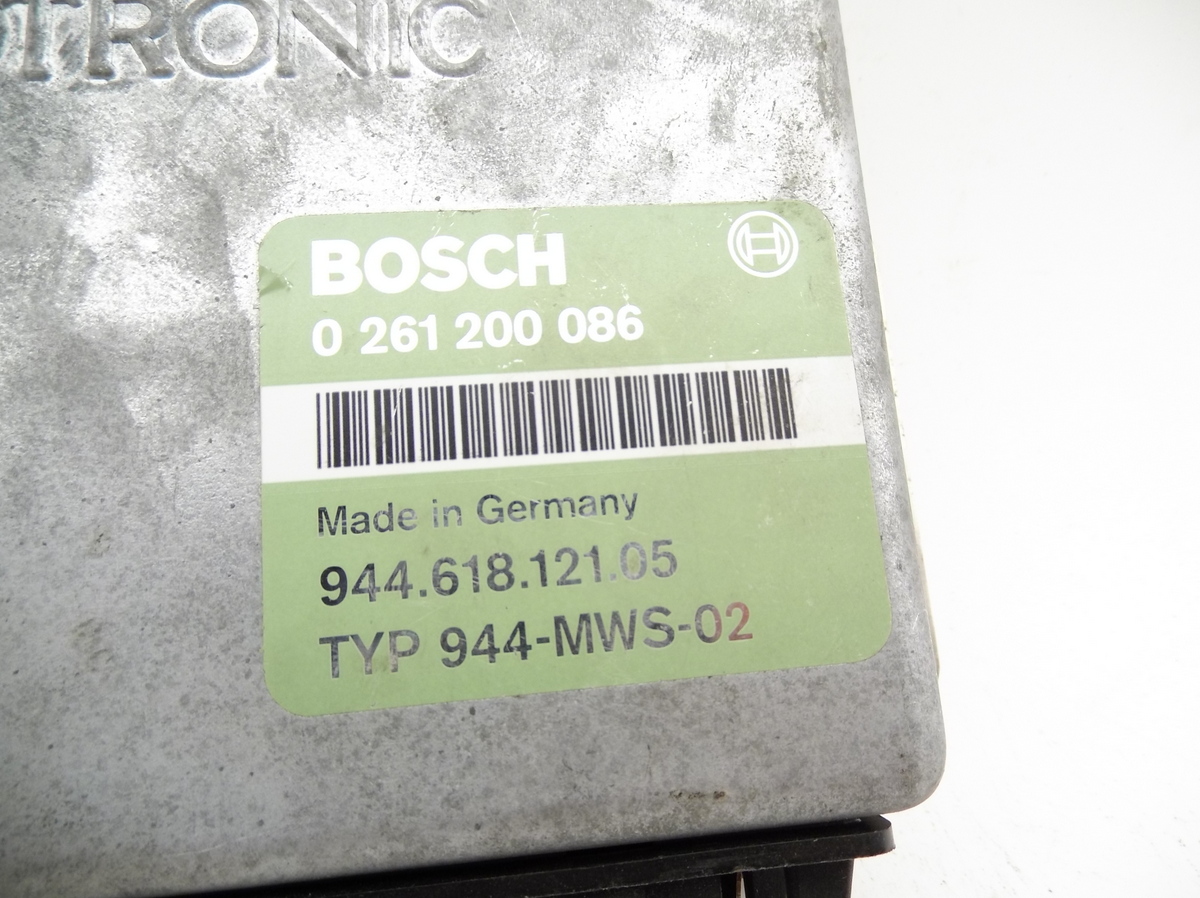 TRONIC
BOSCH
0 261 200 086
Made in Germany
944.618.121.05
TYP 944-MWS-02